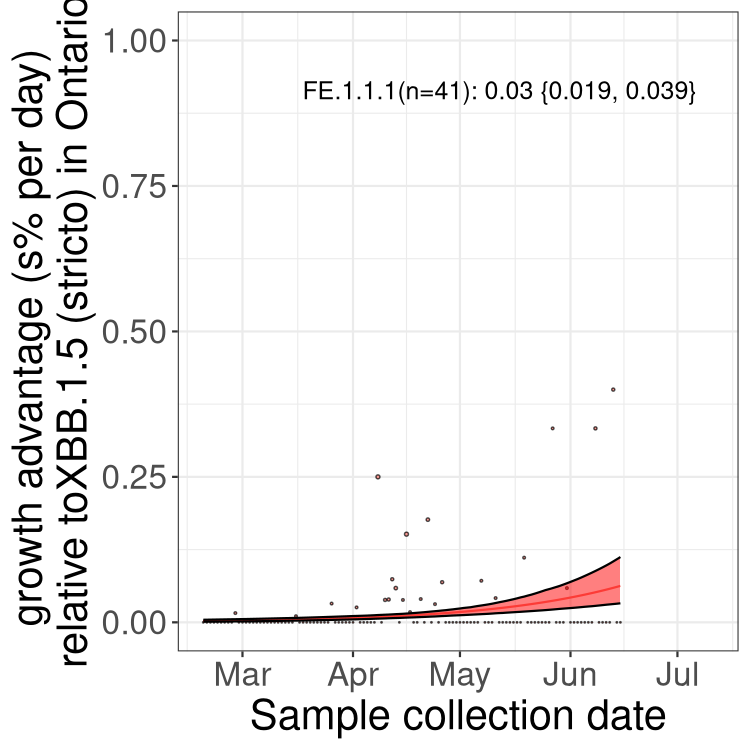 growth advantage (s% per day)
relative toXBB.1.5 (stricto) in Ontario
1.00
0.75
0.50
0.25
0.00
FE.1.1.1(n=41): 0.03 {0.019, 0.039}
Mar Apr May Jun Jul
Sample collection date